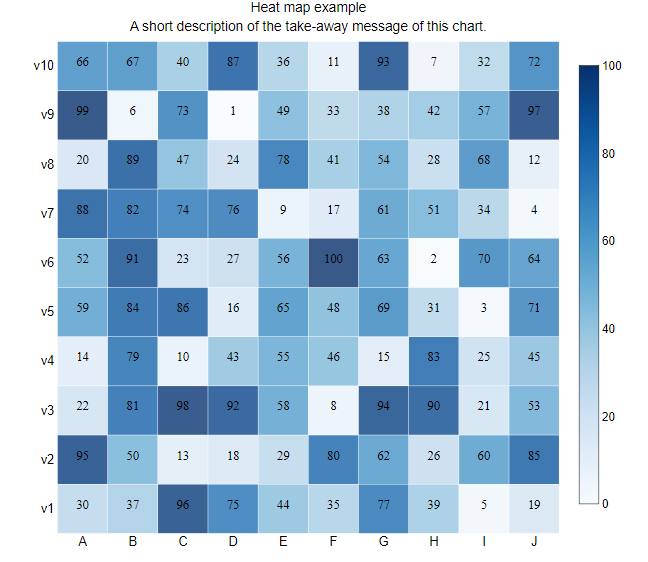 Heat map example
A short description of the take-away message of this chart.
v10 66 67 40 87 36 11 93 7 32 72
100
v9 99 6 73 1 49 33 38 42 57 97
80
v8 20 89 47 24 78 41 54 28 68 12
v7 88 82 74 76 9 17 61 51 34 4
60
v6 52 91 23 27 56 100 63 2 70 64
v5 59 84 86 16 65 48 69 31 3 71
40
v4 14 79 10 43 55 46 15 83 25 45
v3 22 81 98 92 58 8 94 90 21 53
20
v2 95 50 13 18 29 80 62 26 60 85
v1 30 37 96 75 44 35 77 39 5 19
0
A B C D E F G H I J